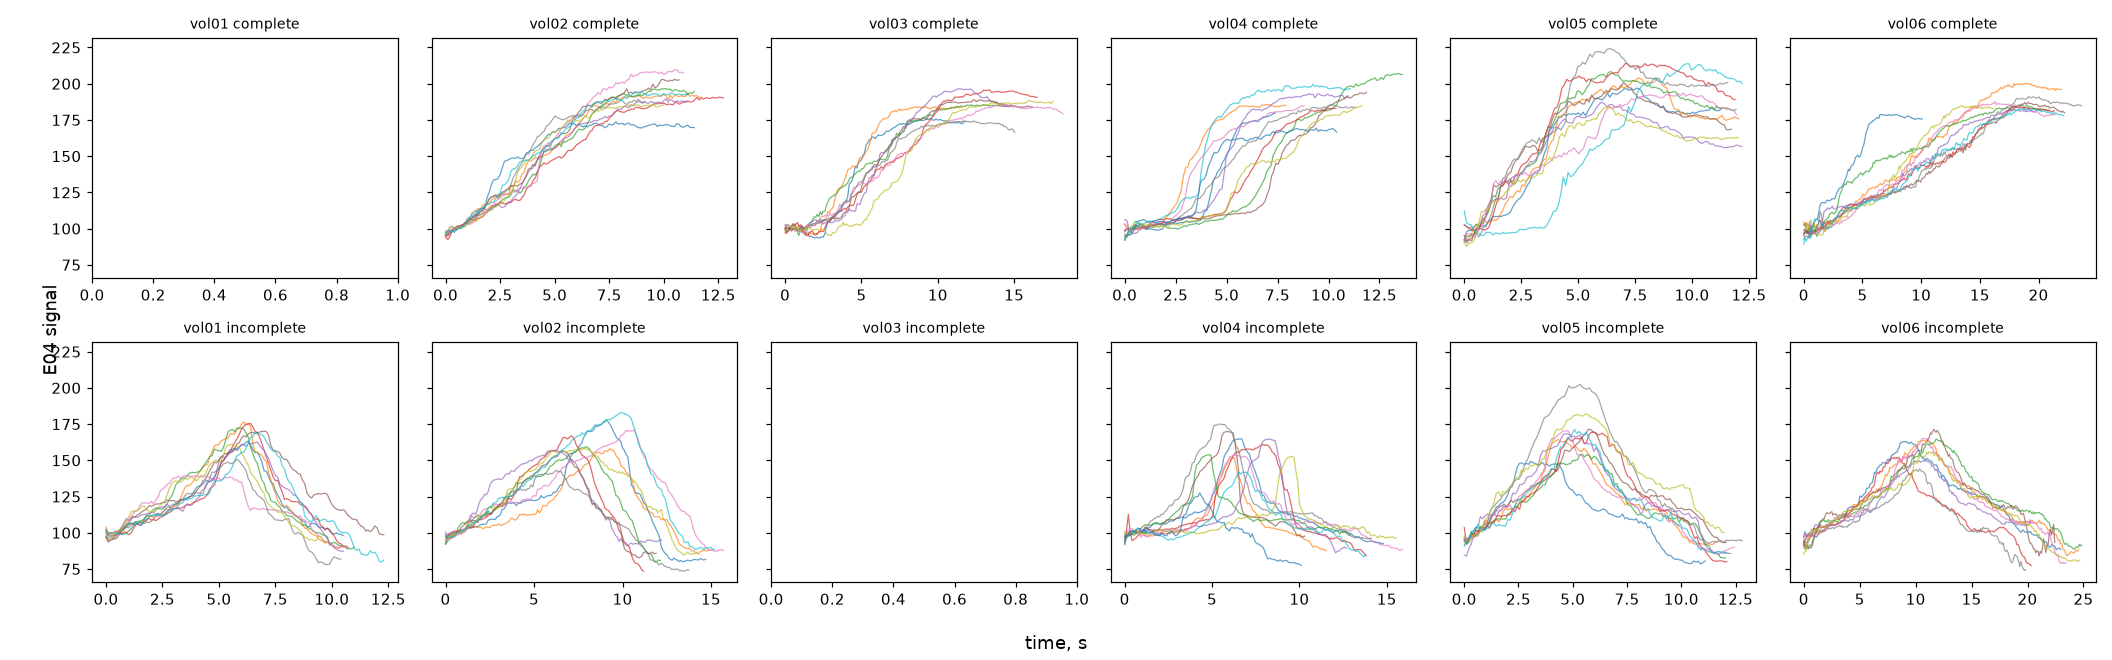 vol01 complete vol02 complete vol03 complete vol04 complete vol05 complete vol06 complete
225
200
175
150
125
100
75
0.0 0.2 0.4 0.6 0.8 1.0 0.0 2.5 5.0 7.5 10.0 12.5 0 5 10 15 0.0 2.5 5.0 7.5 10.0 12.5 0.0 2.5 5.0 7.5 10.0 12.5 0 5 10 15 20
vol01 incomplete vol02 incomplete vol03 incomplete vol04 incomplete vol05 incomplete vol06 incomplete
E04 signal
225
200
175
150
125
100
75
0.0 2.5 5.0 7.5 10.0 12.5 0 5 10 15 0.0 0.2 0.4 0.6 0.8 1.0 0 5 10 15 0.0 2.5 5.0 7.5 10.0 12.5 0 5 10 15 20 25
time, s